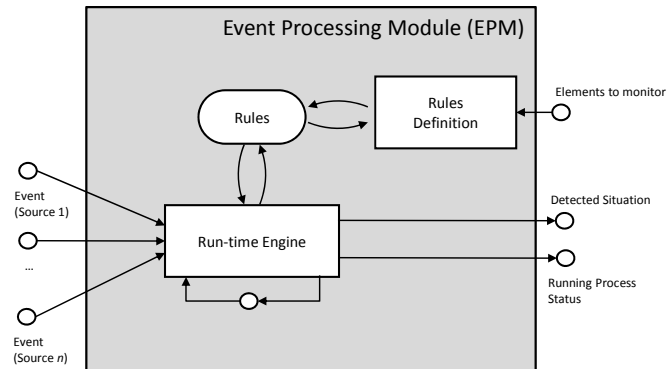 Event Processing Module (EPM)
Rules
Rules
Definition
Elements to monitor
Event
(Source 1)
...
Event
(Source n)
Run-time Engine
Detected Situation
Running Process
Status